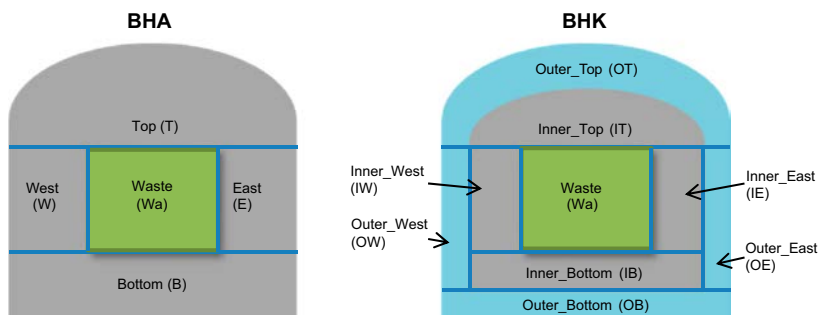 BHA
Top (T)
West
(W)
Waste
(Wa)
East
(E)
Bottom (B)
BHK
Outer_Top (OT)
Inner_Top (IT)
Inner_West
(IW)
Outer_West
(OW)
Waste
(Wa)
Inner_East
(IE)
Outer_East
(OE)
Inner_Bottom (IB)
Outer_Bottom (OB)